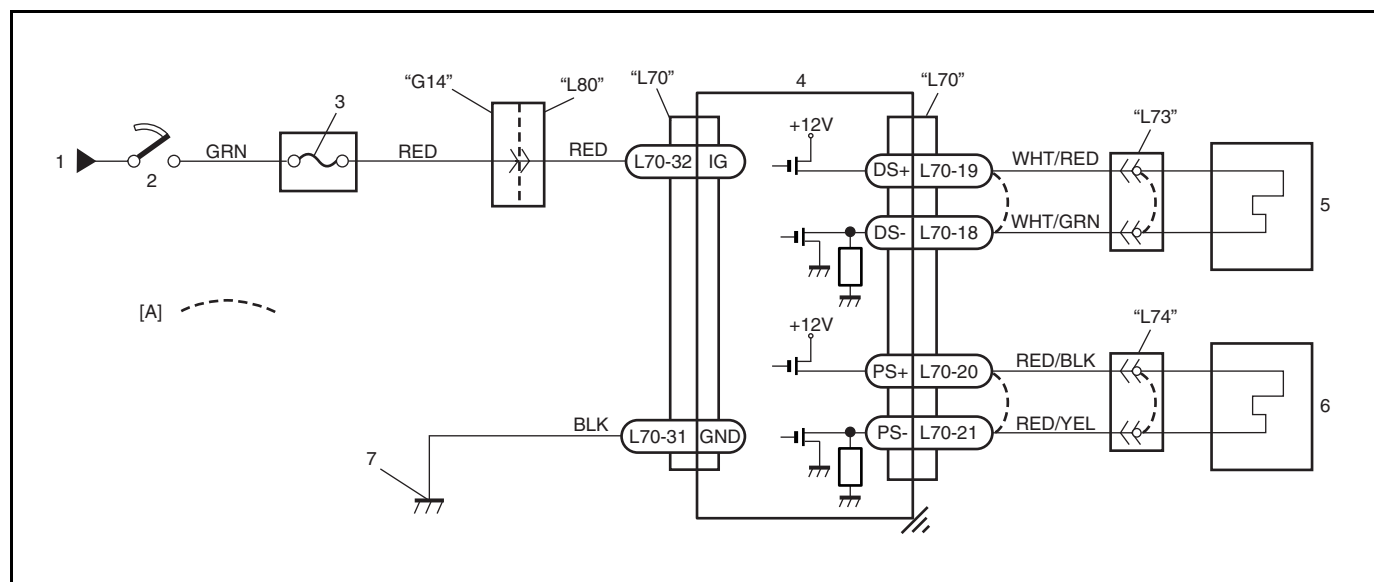 “G14”
“L80”
“L70”
4
“L70”
3
+12V
“L73”
1
2
GRN
RED
RED
L70-32
IG
DS+
L70-19
WHT/RED
5
DS-
L70-18
WHT/GRN
[A]
+12V
“L74”
PS+
L70-20
RED/BLK
6
BLK
L70-31
GND
PS-
L70-21
RED/YEL
7